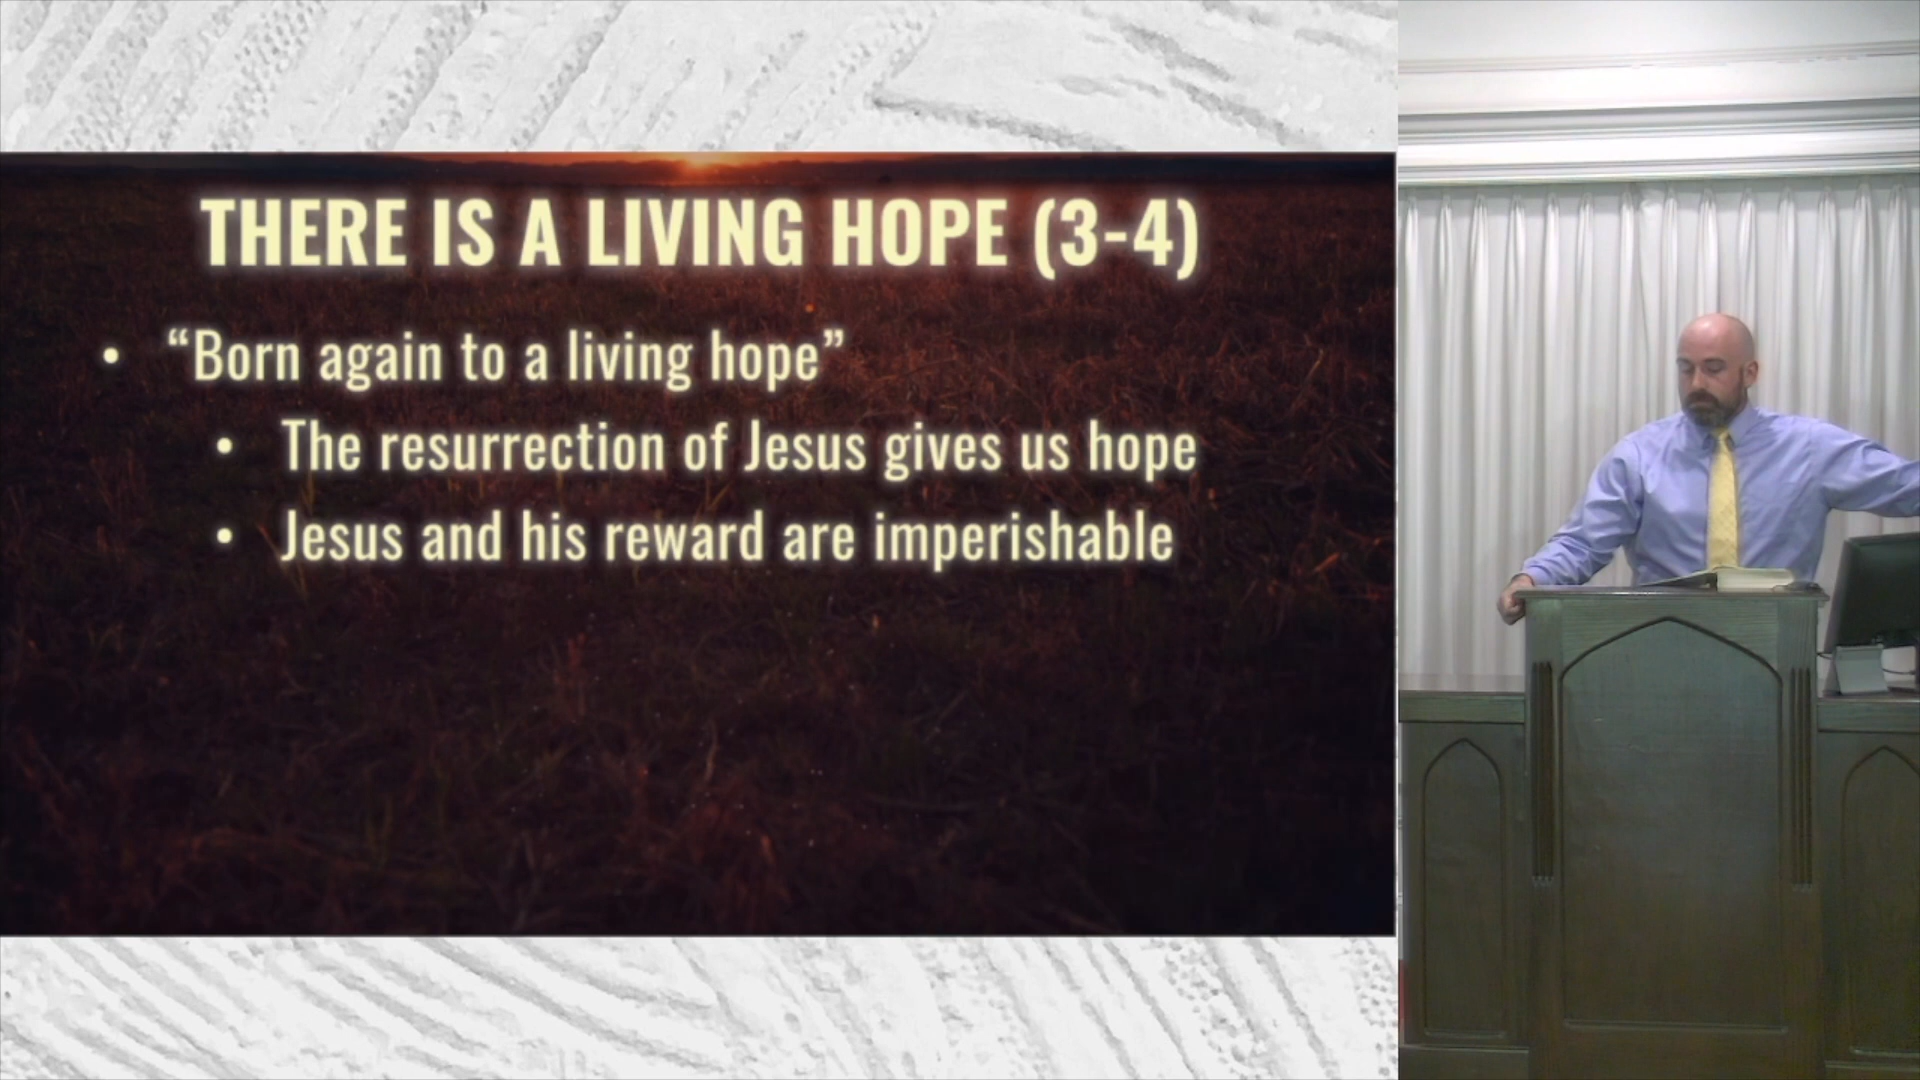 THERE IS A LIVING HOPE (3-4)
• “Born again to a living hope”
• The resurrection of Jesus gives us hope
• Jesus and his reward are imperishable